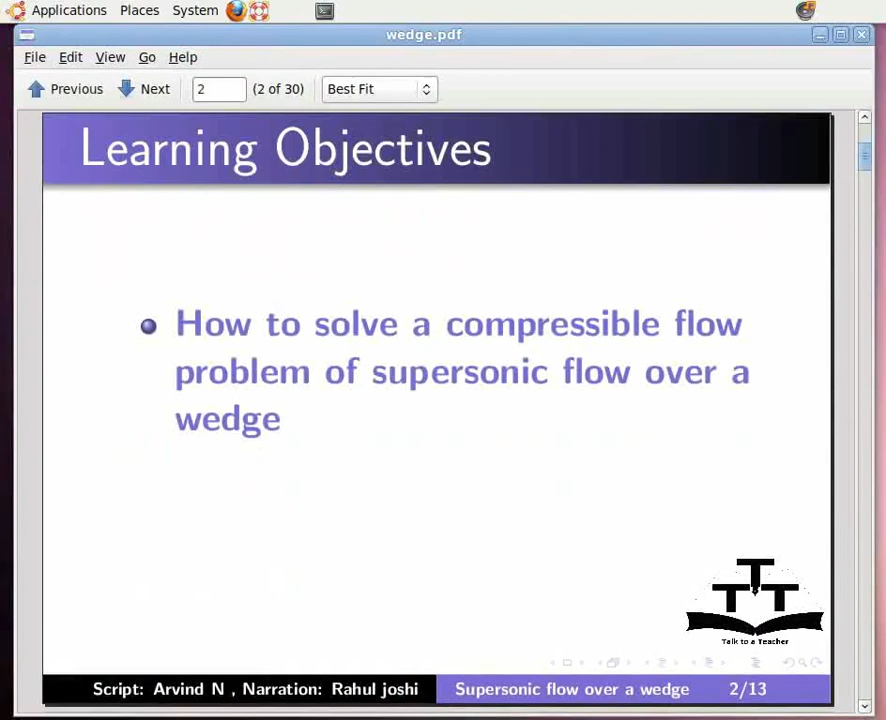 Applications Places System
wedge.pdf
File Edit View Go Help
Previous Next 2 (2 of 30) Best Fit
Learning Objectives
How to solve a compressible flow
problem of supersonic flow over a
wedge
T
T T
Talk to a Teacher
Script: Arvind N , Narration: Rahul joshi Supersonic flow over a wedge 2/13